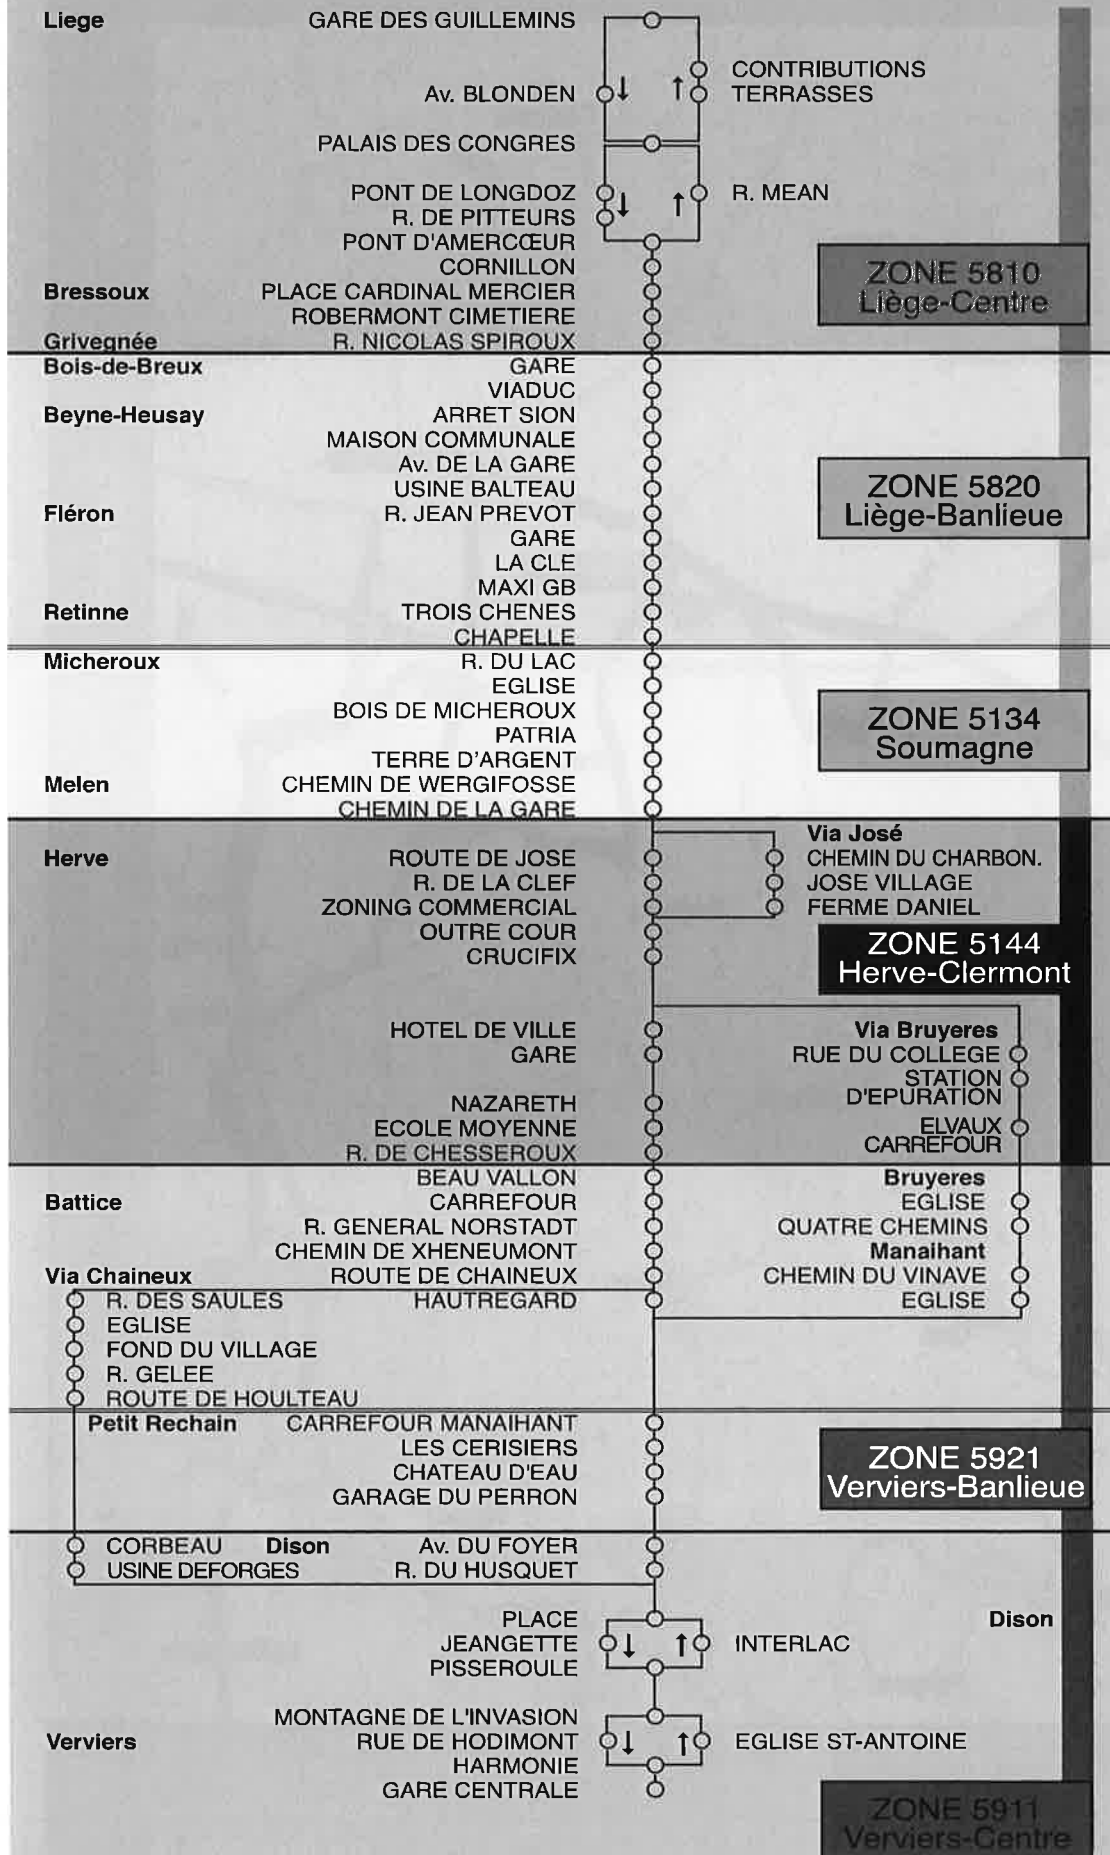 Liege GARE DES GUILLEMINS
CONTRIBUTIONS
Av. BLONDEN ↓ ↑ TERRASSES
PALAIS DES CONGRES
PONT DE LONGDOZ ↓ ↑ R. MEAN
R. DE PITTEURS
PONT D'AMERCŒUR
CORNILLON
Bressoux PLACE CARDINAL MERCIER
ROBERMONT CIMETIERE
Grivegnée R. NICOLAS SPIROUX
ZONE 5810
Liège-Centre
Bois-de-Breux GARE
VIADUC
Beyne-Heusay ARRET SION
MAISON COMMUNALE
Av. DE LA GARE
USINE BALTEAU
Fléron R. JEAN PREVOT
GARE
LA CLE
MAXI GB
Retinne TROIS CHENES
CHAPELLE
ZONE 5820
Liège-Banlieue
Micheroux R. DU LAC
EGLISE
BOIS DE MICHEROUX
PATRIA
TERRE D'ARGENT
Melen CHEMIN DE WERGIFOSSE
CHEMIN DE LA GARE
ZONE 5134
Soumagne
Via José
Herve ROUTE DE JOSE CHEMIN DU CHARBON.
R. DE LA CLEF JOSE VILLAGE
ZONING COMMERCIAL FERME DANIEL
OUTRE COUR
CRUCIFIX
ZONE 5144
Herve-Clermont
HOTEL DE VILLE Via Bruyeres
GARE RUE DU COLLEGE
STATION
D'EPURATION
NAZARETH
ECOLE MOYENNE ELVAUX
CARREFOUR
R. DE CHESSEROUX
BEAU VALLON Bruyeres
Battice CARREFOUR EGLISE
R. GENERAL NORSTADT QUATRE CHEMINS
CHEMIN DE XHENEUMONT Manaihant
Via Chaineux ROUTE DE CHAINEUX CHEMIN DU VINAVE
R. DES SAULES HAUTREGARD EGLISE
EGLISE
FOND DU VILLAGE
R. GELEE
ROUTE DE HOULTEAU
Petit Rechain CARREFOUR MANAIHANT
LES CERISIERS
CHATEAU D'EAU
GARAGE DU PERRON
ZONE 5921
Verviers-Banlieue
CORBEAU Dison Av. DU FOYER
USINE DEFORGES R. DU HUSQUET
PLACE Dison
JEANGETTE ↓ ↑ INTERLAC
PISSEROULE
MONTAGNE DE L'INVASION
Verviers RUE DE HODIMONT ↓ ↑ EGLISE ST-ANTOINE
HARMONIE
GARE CENTRALE
ZONE 5911
Verviers-Centre